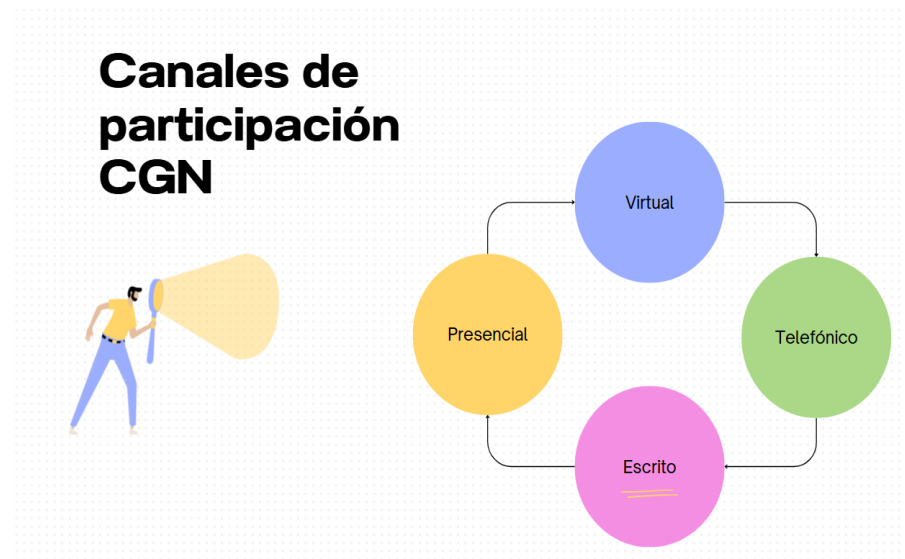 Canales de
participación
CGN
Virtual
Presencial
Telefónico
Escrito